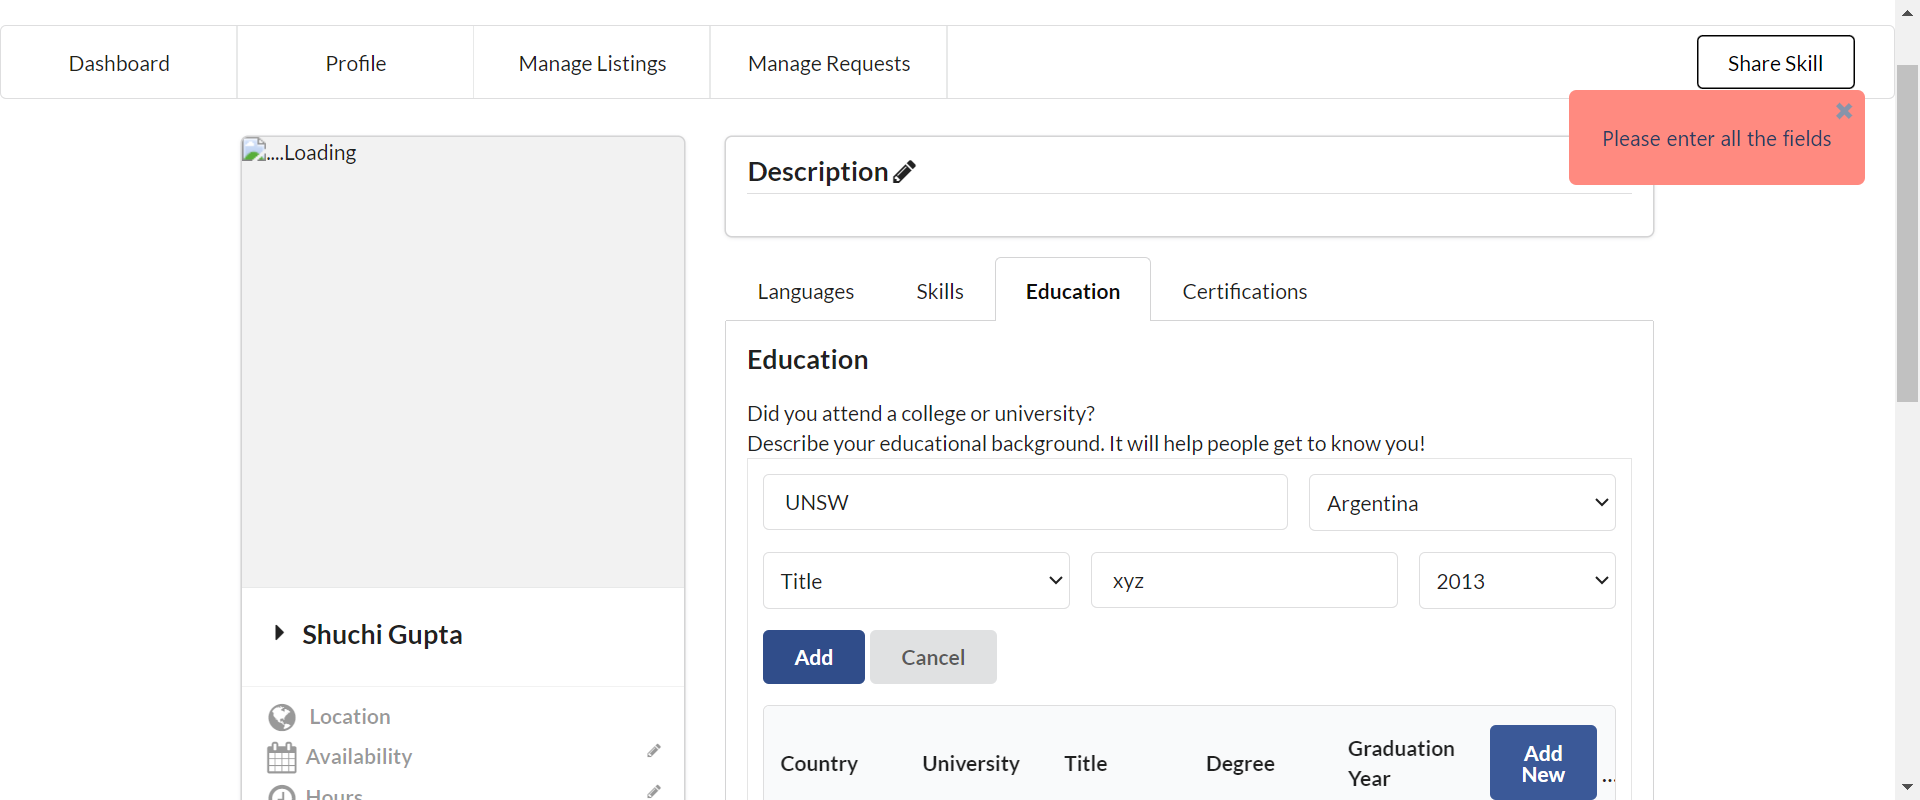 Dashboard
Profile
Manage Listings
Manage Requests
Share Skill
Please enter all the fields
....Loading
Description
Languages
Skills
Education
Certifications
Education
Did you attend a college or university?
Describe your educational background. It will help people get to know you!
UNSW
Argentina
Title
xyz
2013
Add
Cancel
Shuchi Gupta
Location
Availability
Hours
Country
University
Title
Degree
Graduation
Year
Add
New
...